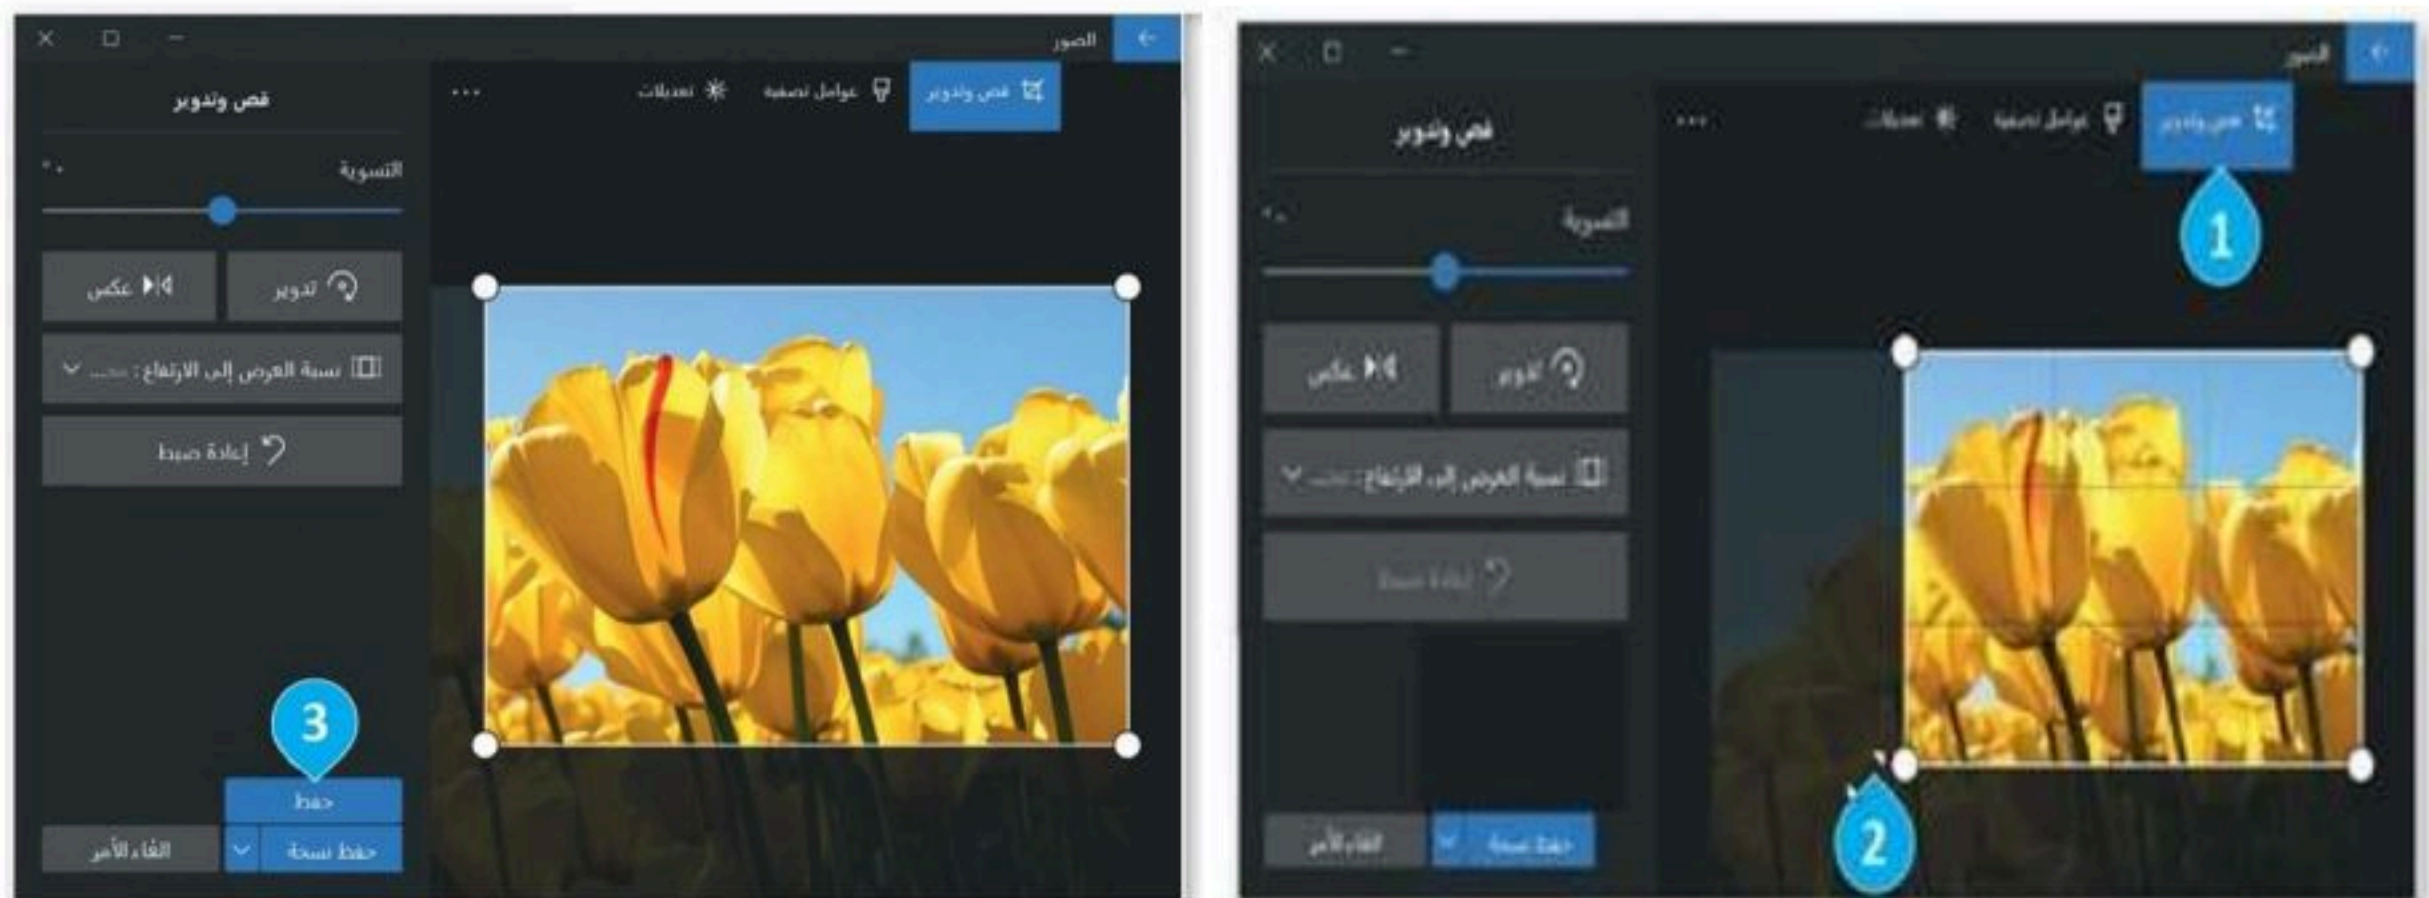 الصور
قص وتدوير
عوامل تصفية
تعديلات
...
1
قص وتدوير
التسوية
تدوير
عكس
نسبة العرض إلى الارتفاع :
إعادة ضبط
2
حفظ نسخة
إلغاء الأمر
الصور
قص وتدوير
عوامل تصفية
تعديلات
...
قص وتدوير
التسوية
تدوير
عكس
نسبة العرض إلى الارتفاع :
إعادة ضبط
3
حفظ
حفظ نسخة
إلغاء الأمر